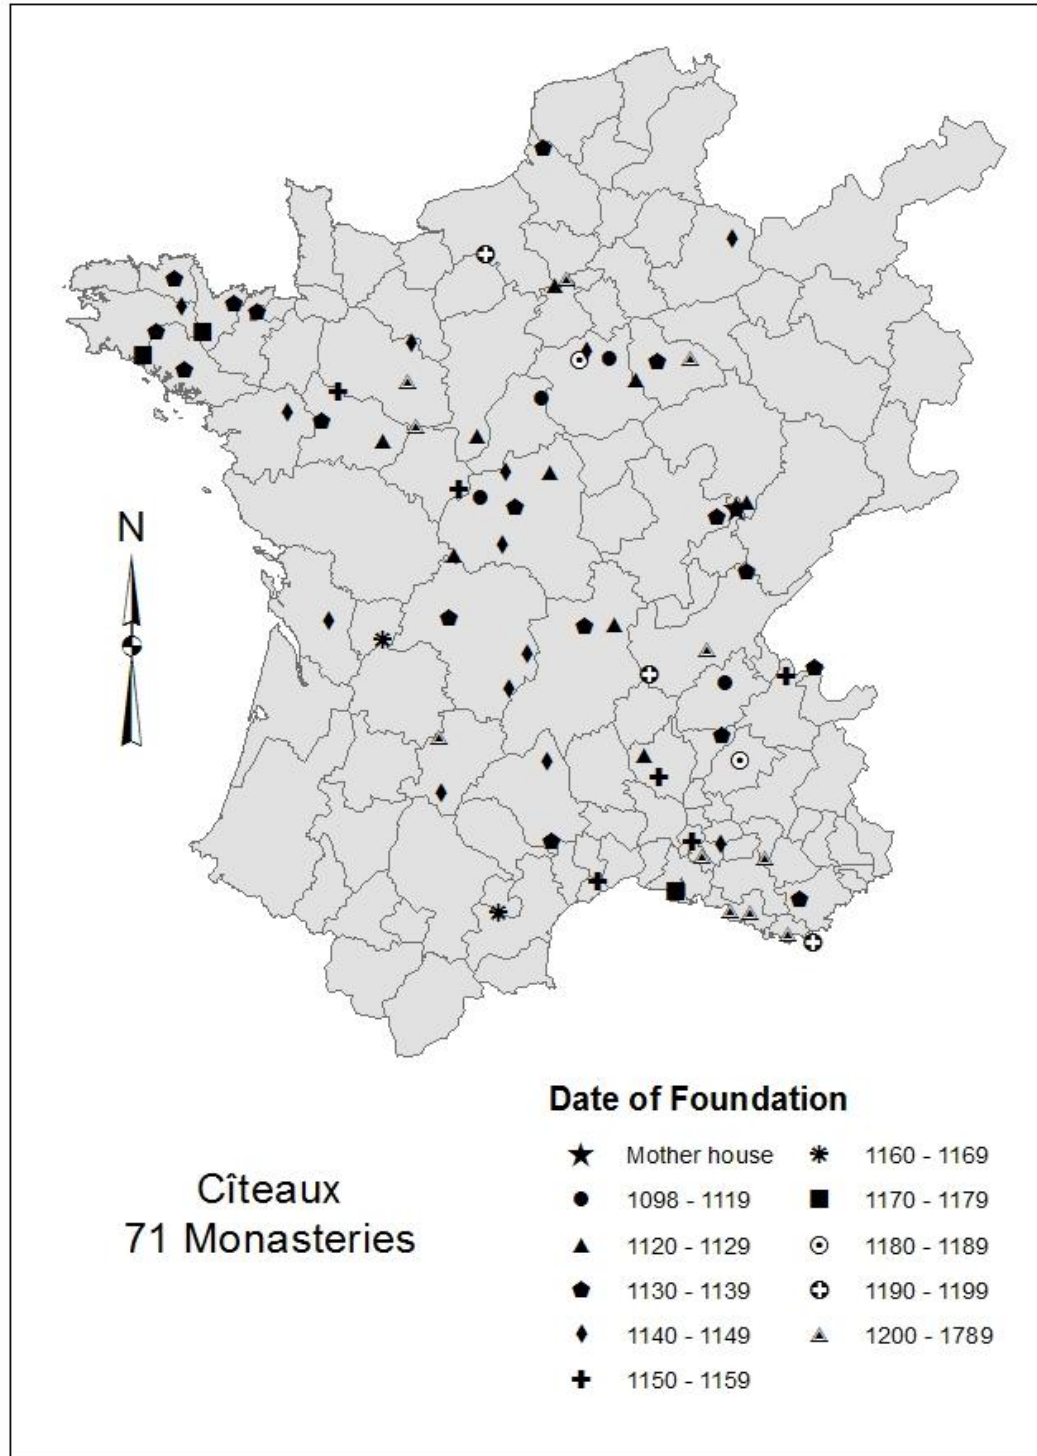 N
Date of Foundation
Mother house
1098 - 1119
1120 - 1129
1130 - 1139
1140 - 1149
1150 - 1159
1160 - 1169
1170 - 1179
1180 - 1189
1190 - 1199
1200 - 1789
Cîteaux
71 Monasteries